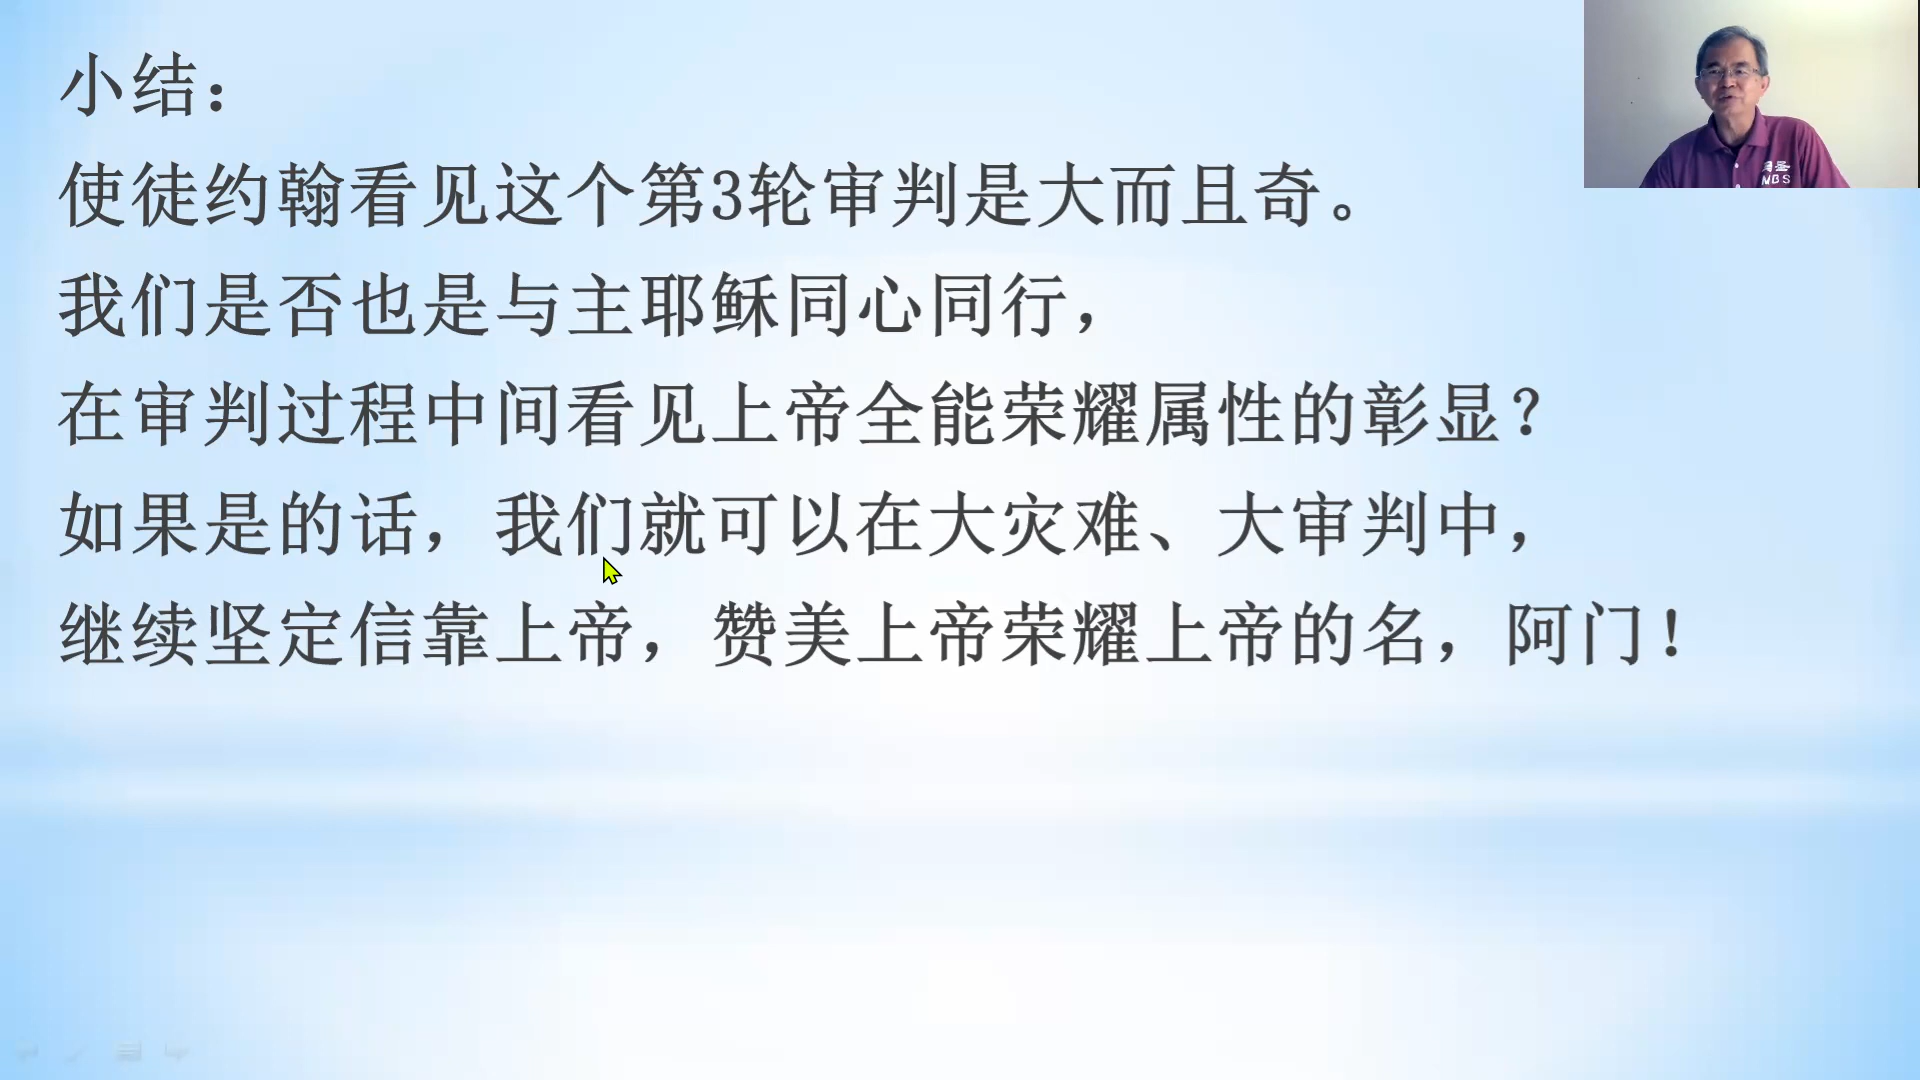 小结：
使徒约翰看见这个第3轮审判是大而且奇。
我们是否也是与主耶稣同心同行，
在审判过程中间看见上帝全能荣耀属性的彰显？
如果是的话，我们就可以在大灾难、大审判中，
继续坚定信靠上帝，赞美上帝荣耀上帝的名，阿门！
MBS